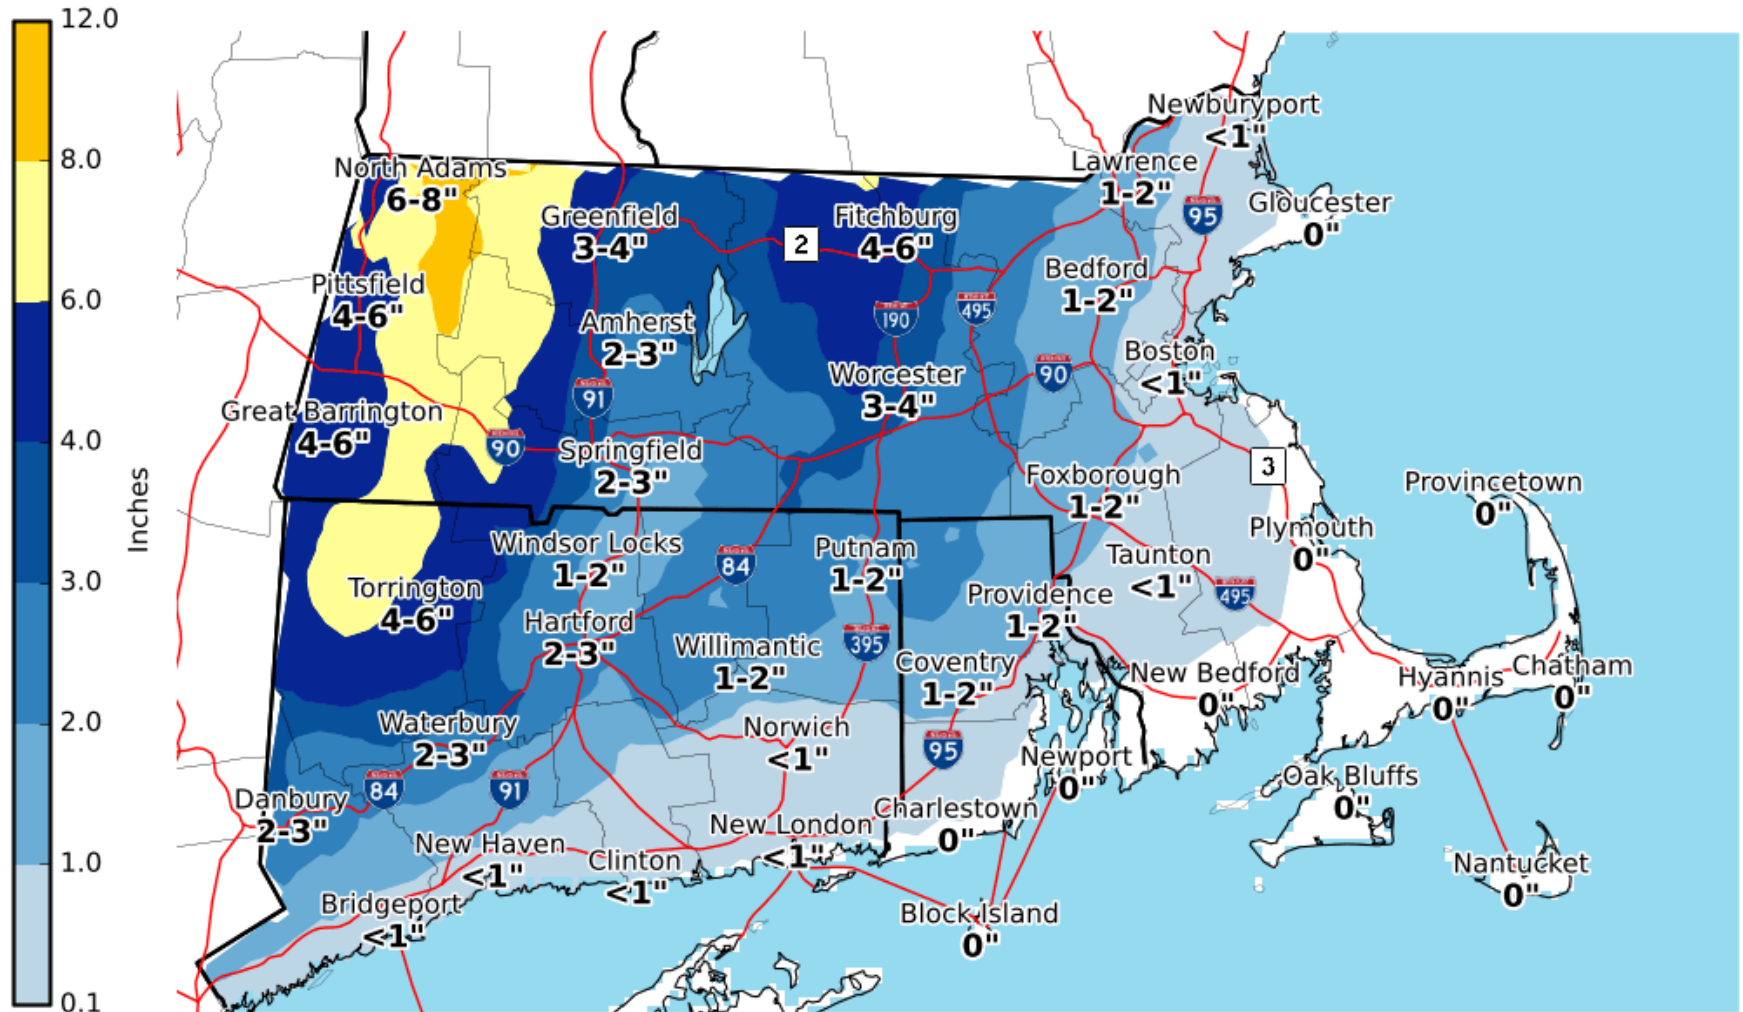 12.0
8.0
6.0
4.0
3.0
2.0
1.0
0.1
Inches
Newburyport
<1"
North Adams
6-8"
Lawrence
1-2"
95
Gloucester
0"
Greenfield
3-4"
2
Fitchburg
4-6"
Bedford
1-2"
Pittsfield
4-6"
190
495
Amherst
2-3"
Boston
<1"
Worcester
3-4"
90
91
Great Barrington
4-6"
90
Springfield
2-3"
3
Foxborough
1-2"
Provincetown
0"
Plymouth
0"
Windsor Locks
1-2"
84
Putnam
1-2"
Taunton
<1"
495
Torrington
4-6"
Providence
1-2"
Hartford
2-3"
Willimantic
1-2"
395
Coventry
1-2"
New Bedford
0"
Hyannis
0"
Chatham
0"
Waterbury
2-3"
Norwich
<1"
95
Newport
0"
84
91
Oak Bluffs
0"
Danbury
2-3"
Charlestown
0"
New London
<1"
New Haven
<1"
Clinton
<1"
Nantucket
0"
Bridgeport
<1"
Block Island
0"